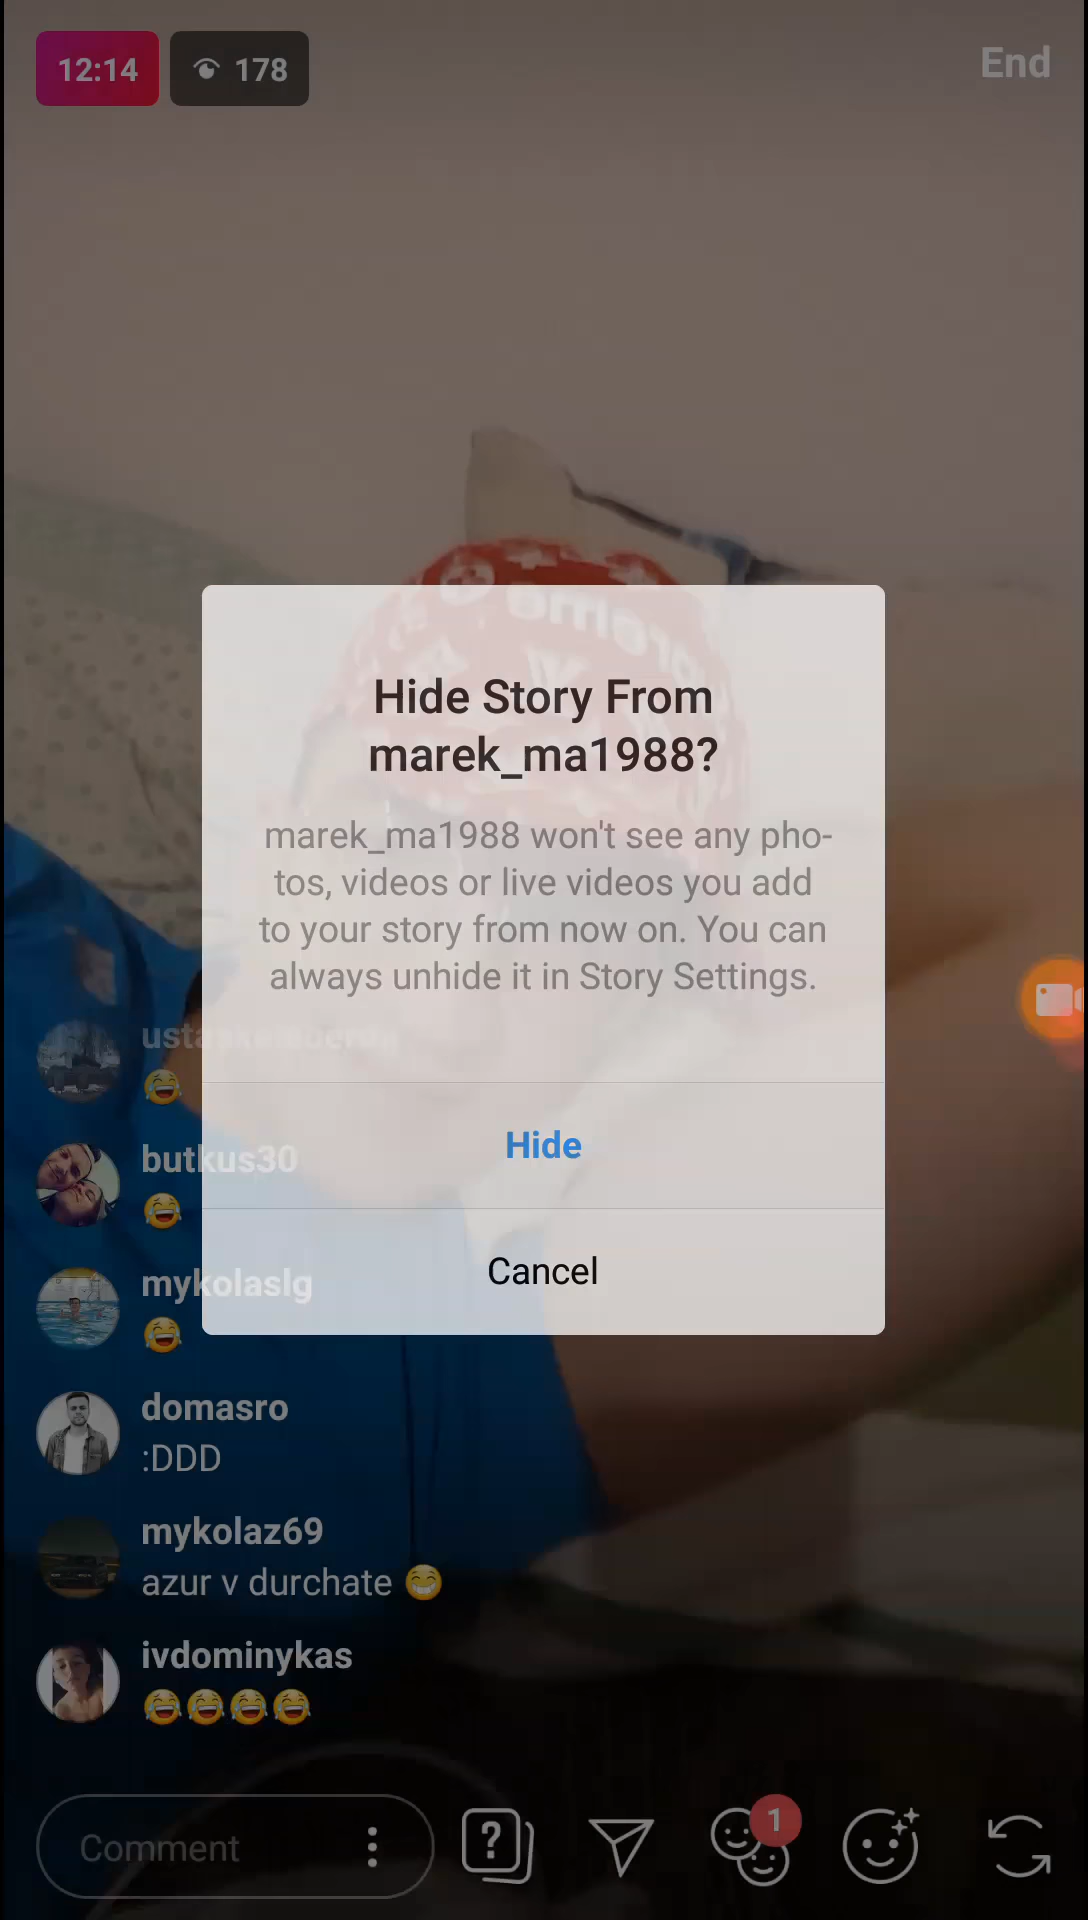 12:14
178
End
Hide Story From
marek_ma1988?
marek_ma1988 won't see any pho-
tos, videos or live videos you add
to your story from now on. You can
always unhide it in Story Settings.
butkus30
Hide
Cancel
mykolaslg
domasro
:DDD
mykolaz69
azur v durchate 😁
ivdominykas
😂😂😂😂
Comment
1